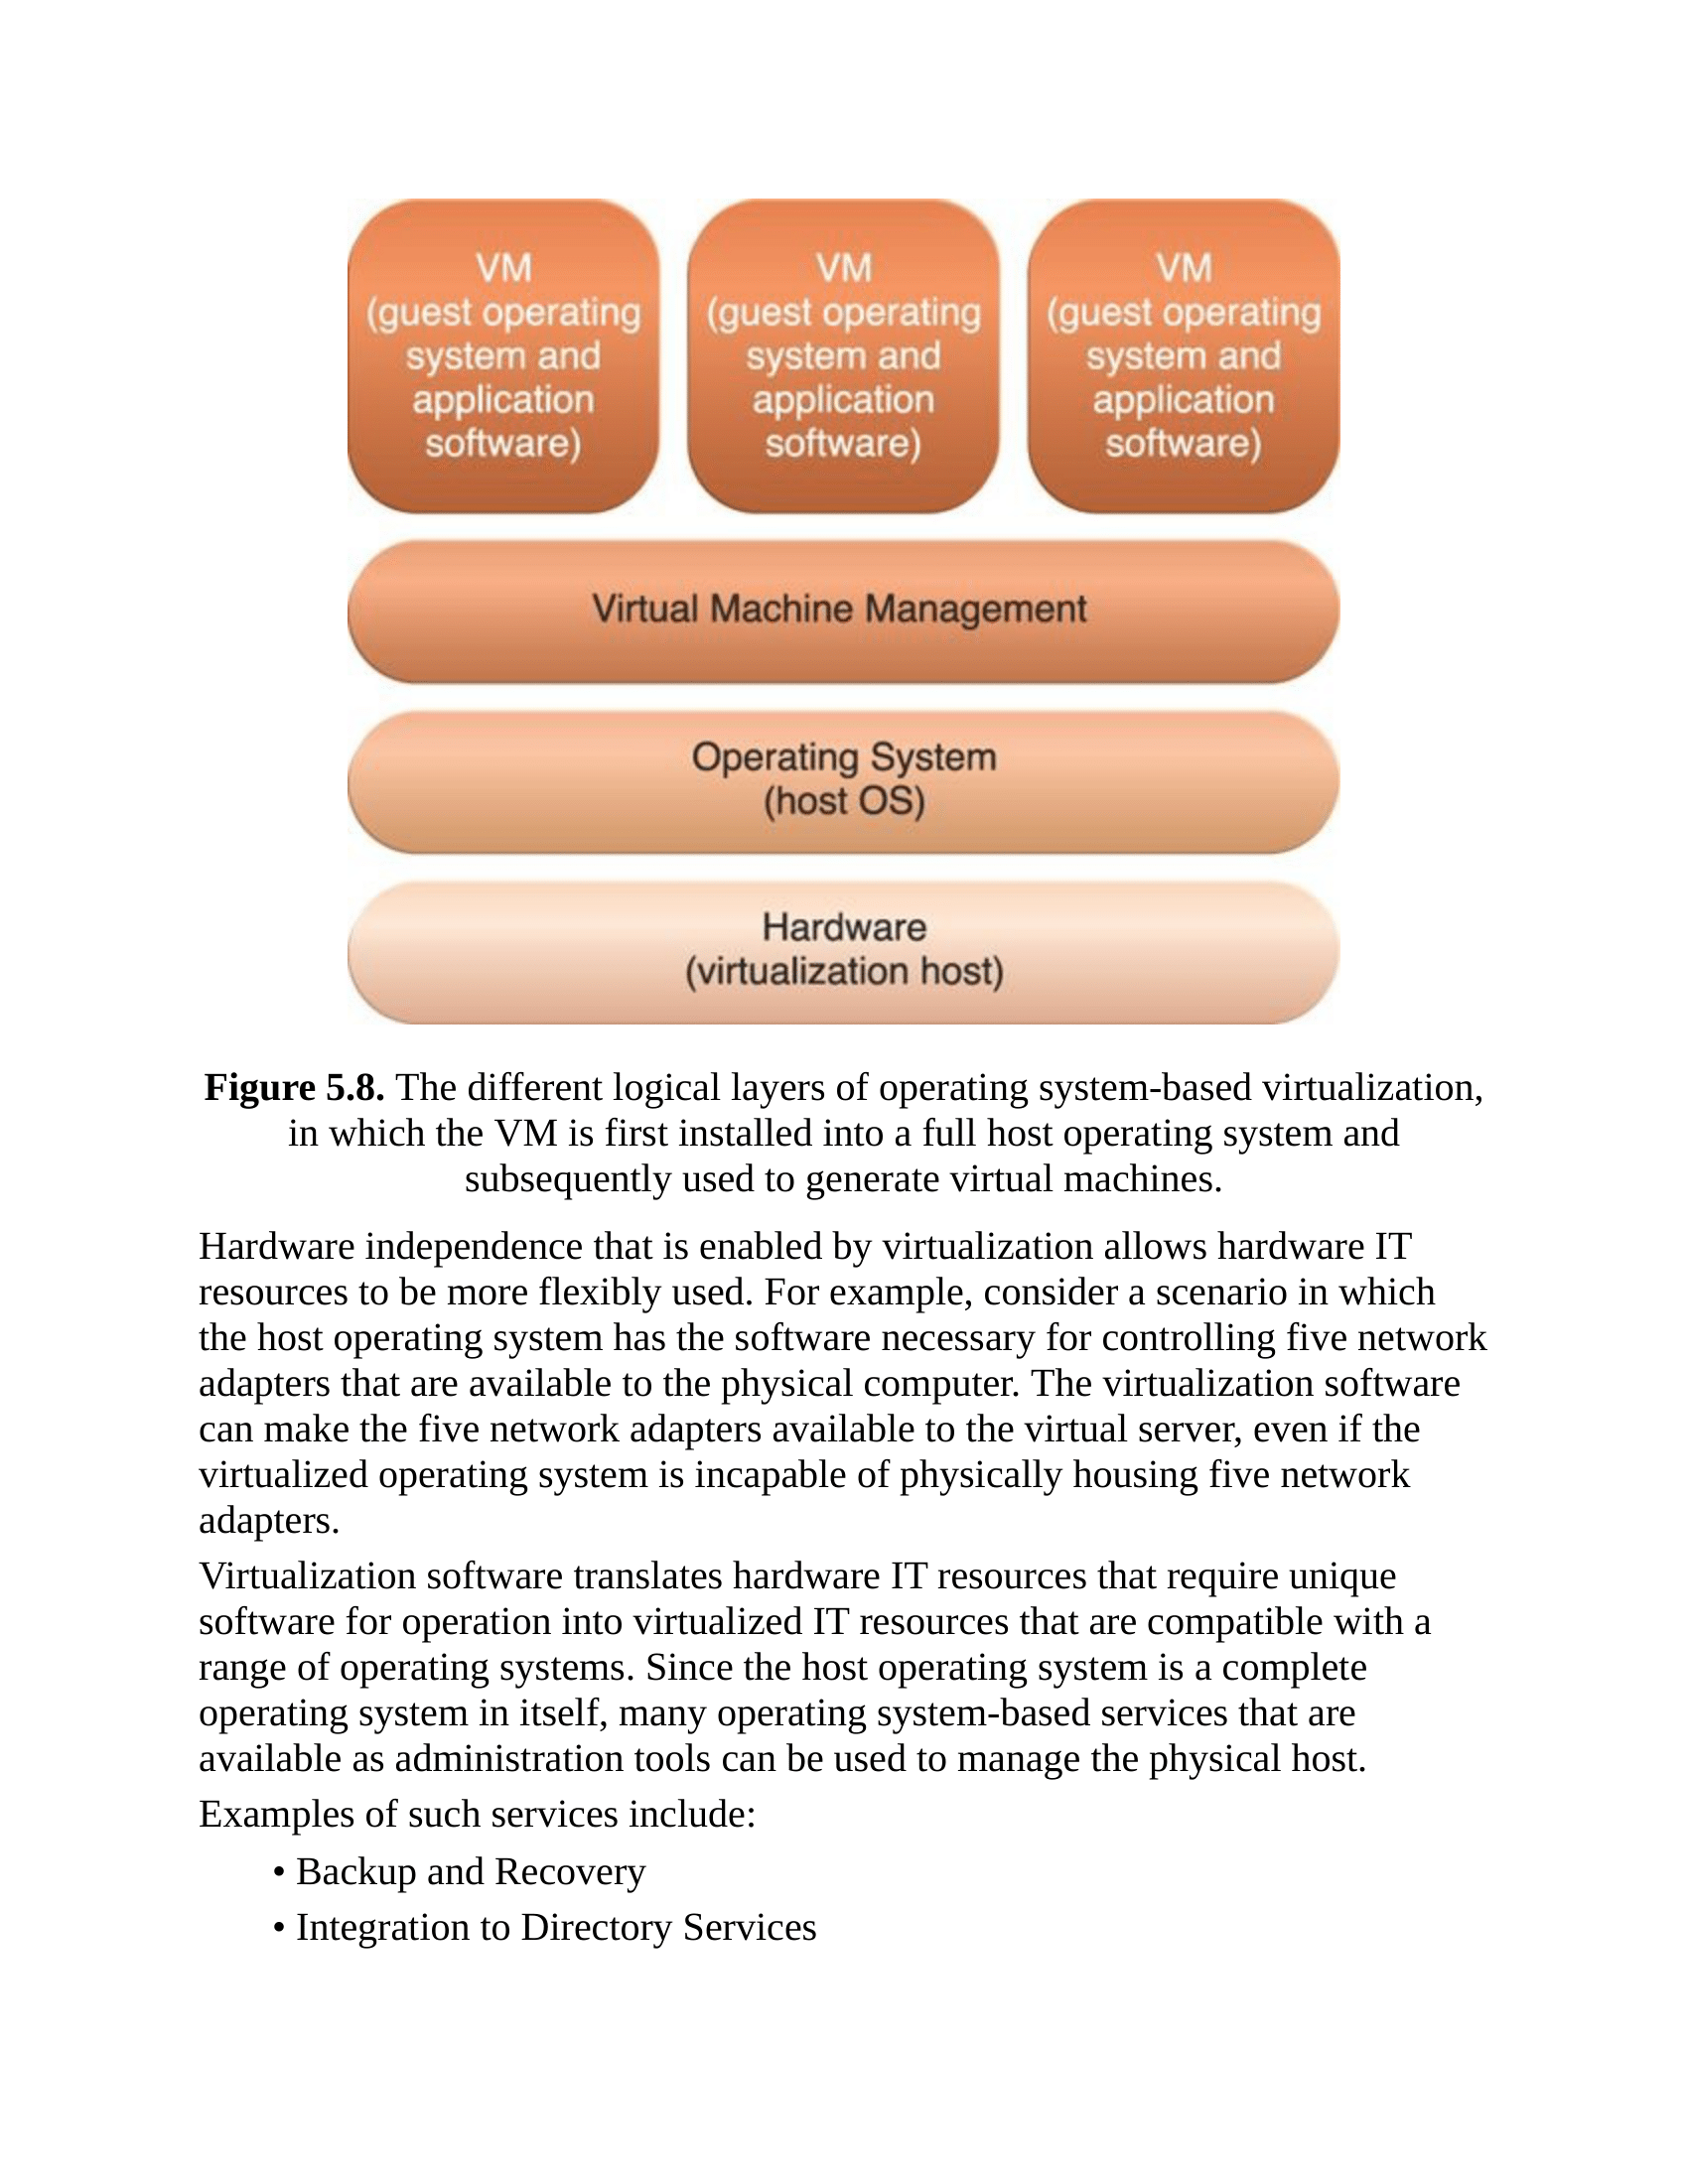 VM
(guest operating
system and
application
software)
VM
(guest operating
system and
application
software)
VM
(guest operating
system and
application
software)
Virtual Machine Management
Operating System
(host OS)
Hardware
(virtualization host)
Figure 5.8. The different logical layers of operating system-based virtualization,
in which the VM is first installed into a full host operating system and
subsequently used to generate virtual machines.
Hardware independence that is enabled by virtualization allows hardware IT
resources to be more flexibly used. For example, consider a scenario in which
the host operating system has the software necessary for controlling five network
adapters that are available to the physical computer. The virtualization software
can make the five network adapters available to the virtual server, even if the
virtualized operating system is incapable of physically housing five network
adapters.
Virtualization software translates hardware IT resources that require unique
software for operation into virtualized IT resources that are compatible with a
range of operating systems. Since the host operating system is a complete
operating system in itself, many operating system-based services that are
available as administration tools can be used to manage the physical host.
Examples of such services include:
• Backup and Recovery
• Integration to Directory Services